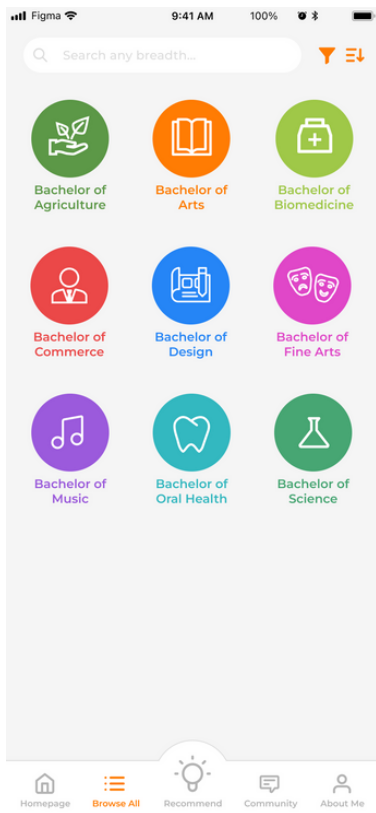 Figma 9:41 AM 100%
Search any breadth...
Bachelor of
Agriculture
Bachelor of
Arts
Bachelor of
Biomedicine
Bachelor of
Commerce
Bachelor of
Design
Bachelor of
Fine Arts
Bachelor of
Music
Bachelor of
Oral Health
Bachelor of
Science
Homepage Browse All Recommend Community About Me